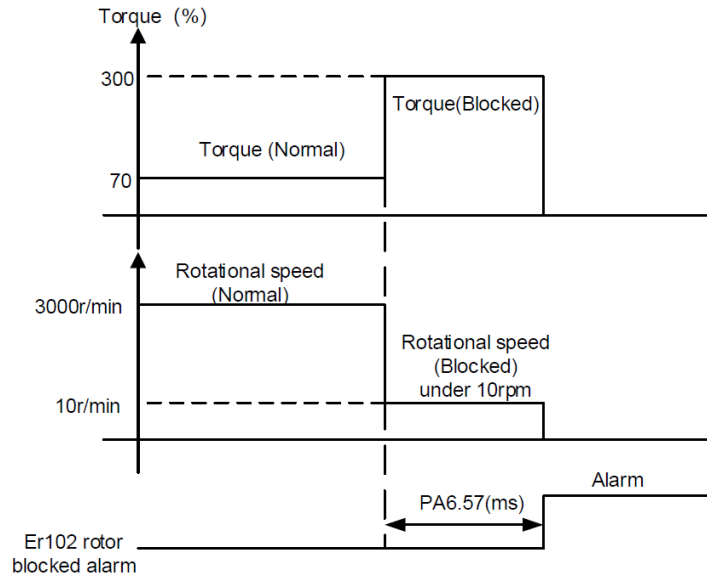 Torque (%)
300
Torque(Blocked)
Torque (Normal)
70
Rotational speed
(Normal)
3000r/min
Rotational speed
(Blocked)
under 10rpm
10r/min
Alarm
PA6.57(ms)
Er102 rotor
blocked alarm